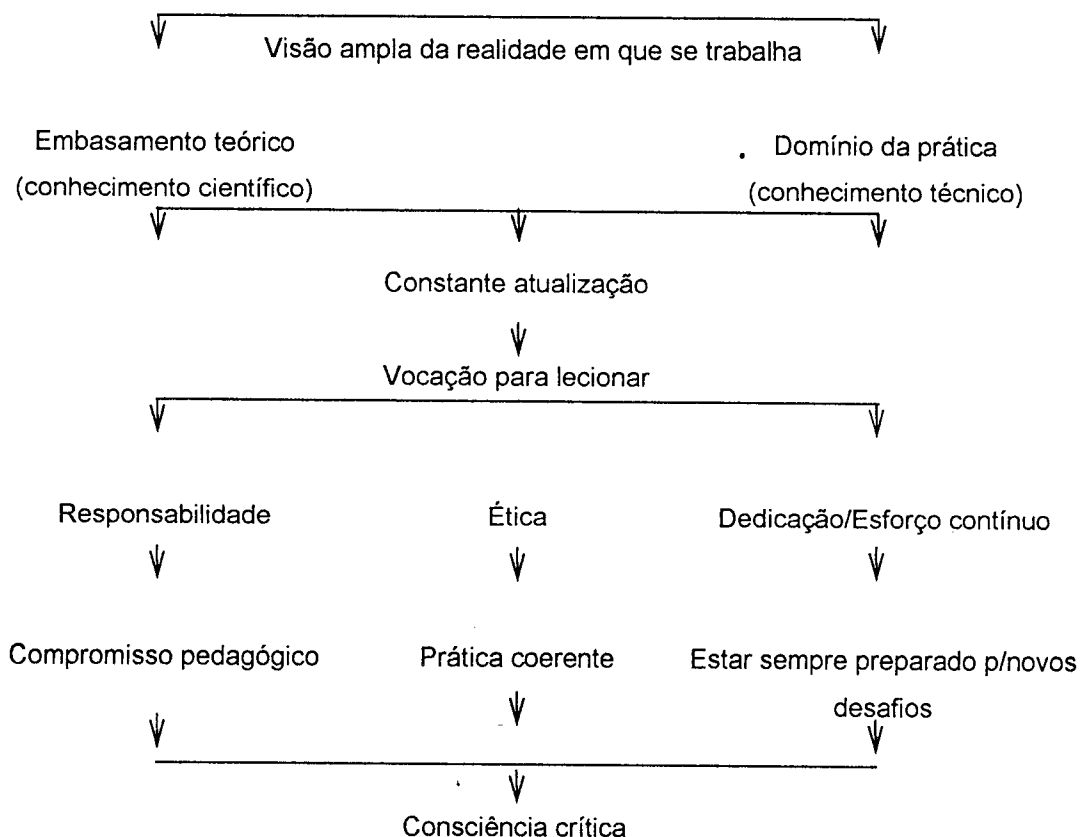 Visão ampla da realidade em que se trabalha
Embasamento teórico
(conhecimento científico)
Domínio da prática
(conhecimento técnico)
Constante atualização
Vocação para lecionar
Responsabilidade
Ética
Dedicação/Esforço contínuo
Compromisso pedagógico
Prática coerente
Estar sempre preparado p/novos
desafios
Consciência crítica